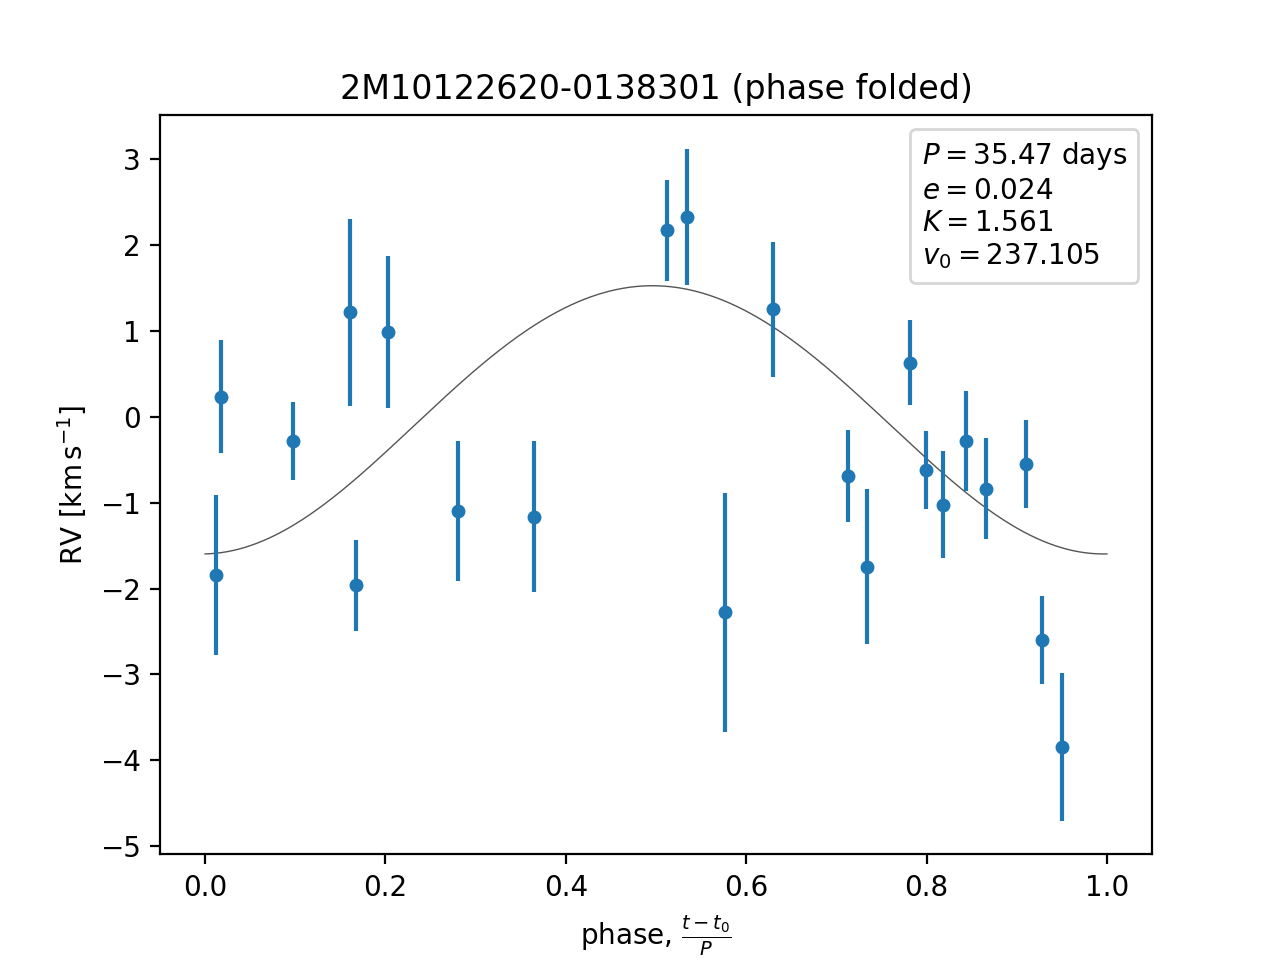 2M10122620-0138301 (phase folded)
P = 35.47 days
e = 0.024
K = 1.561
v₀ = 237.105
3
2
1
0
−1
−2
−3
−4
−5
RV [km s⁻¹]
0.0 0.2 0.4 0.6 0.8 1.0
phase, (t − t₀)/P